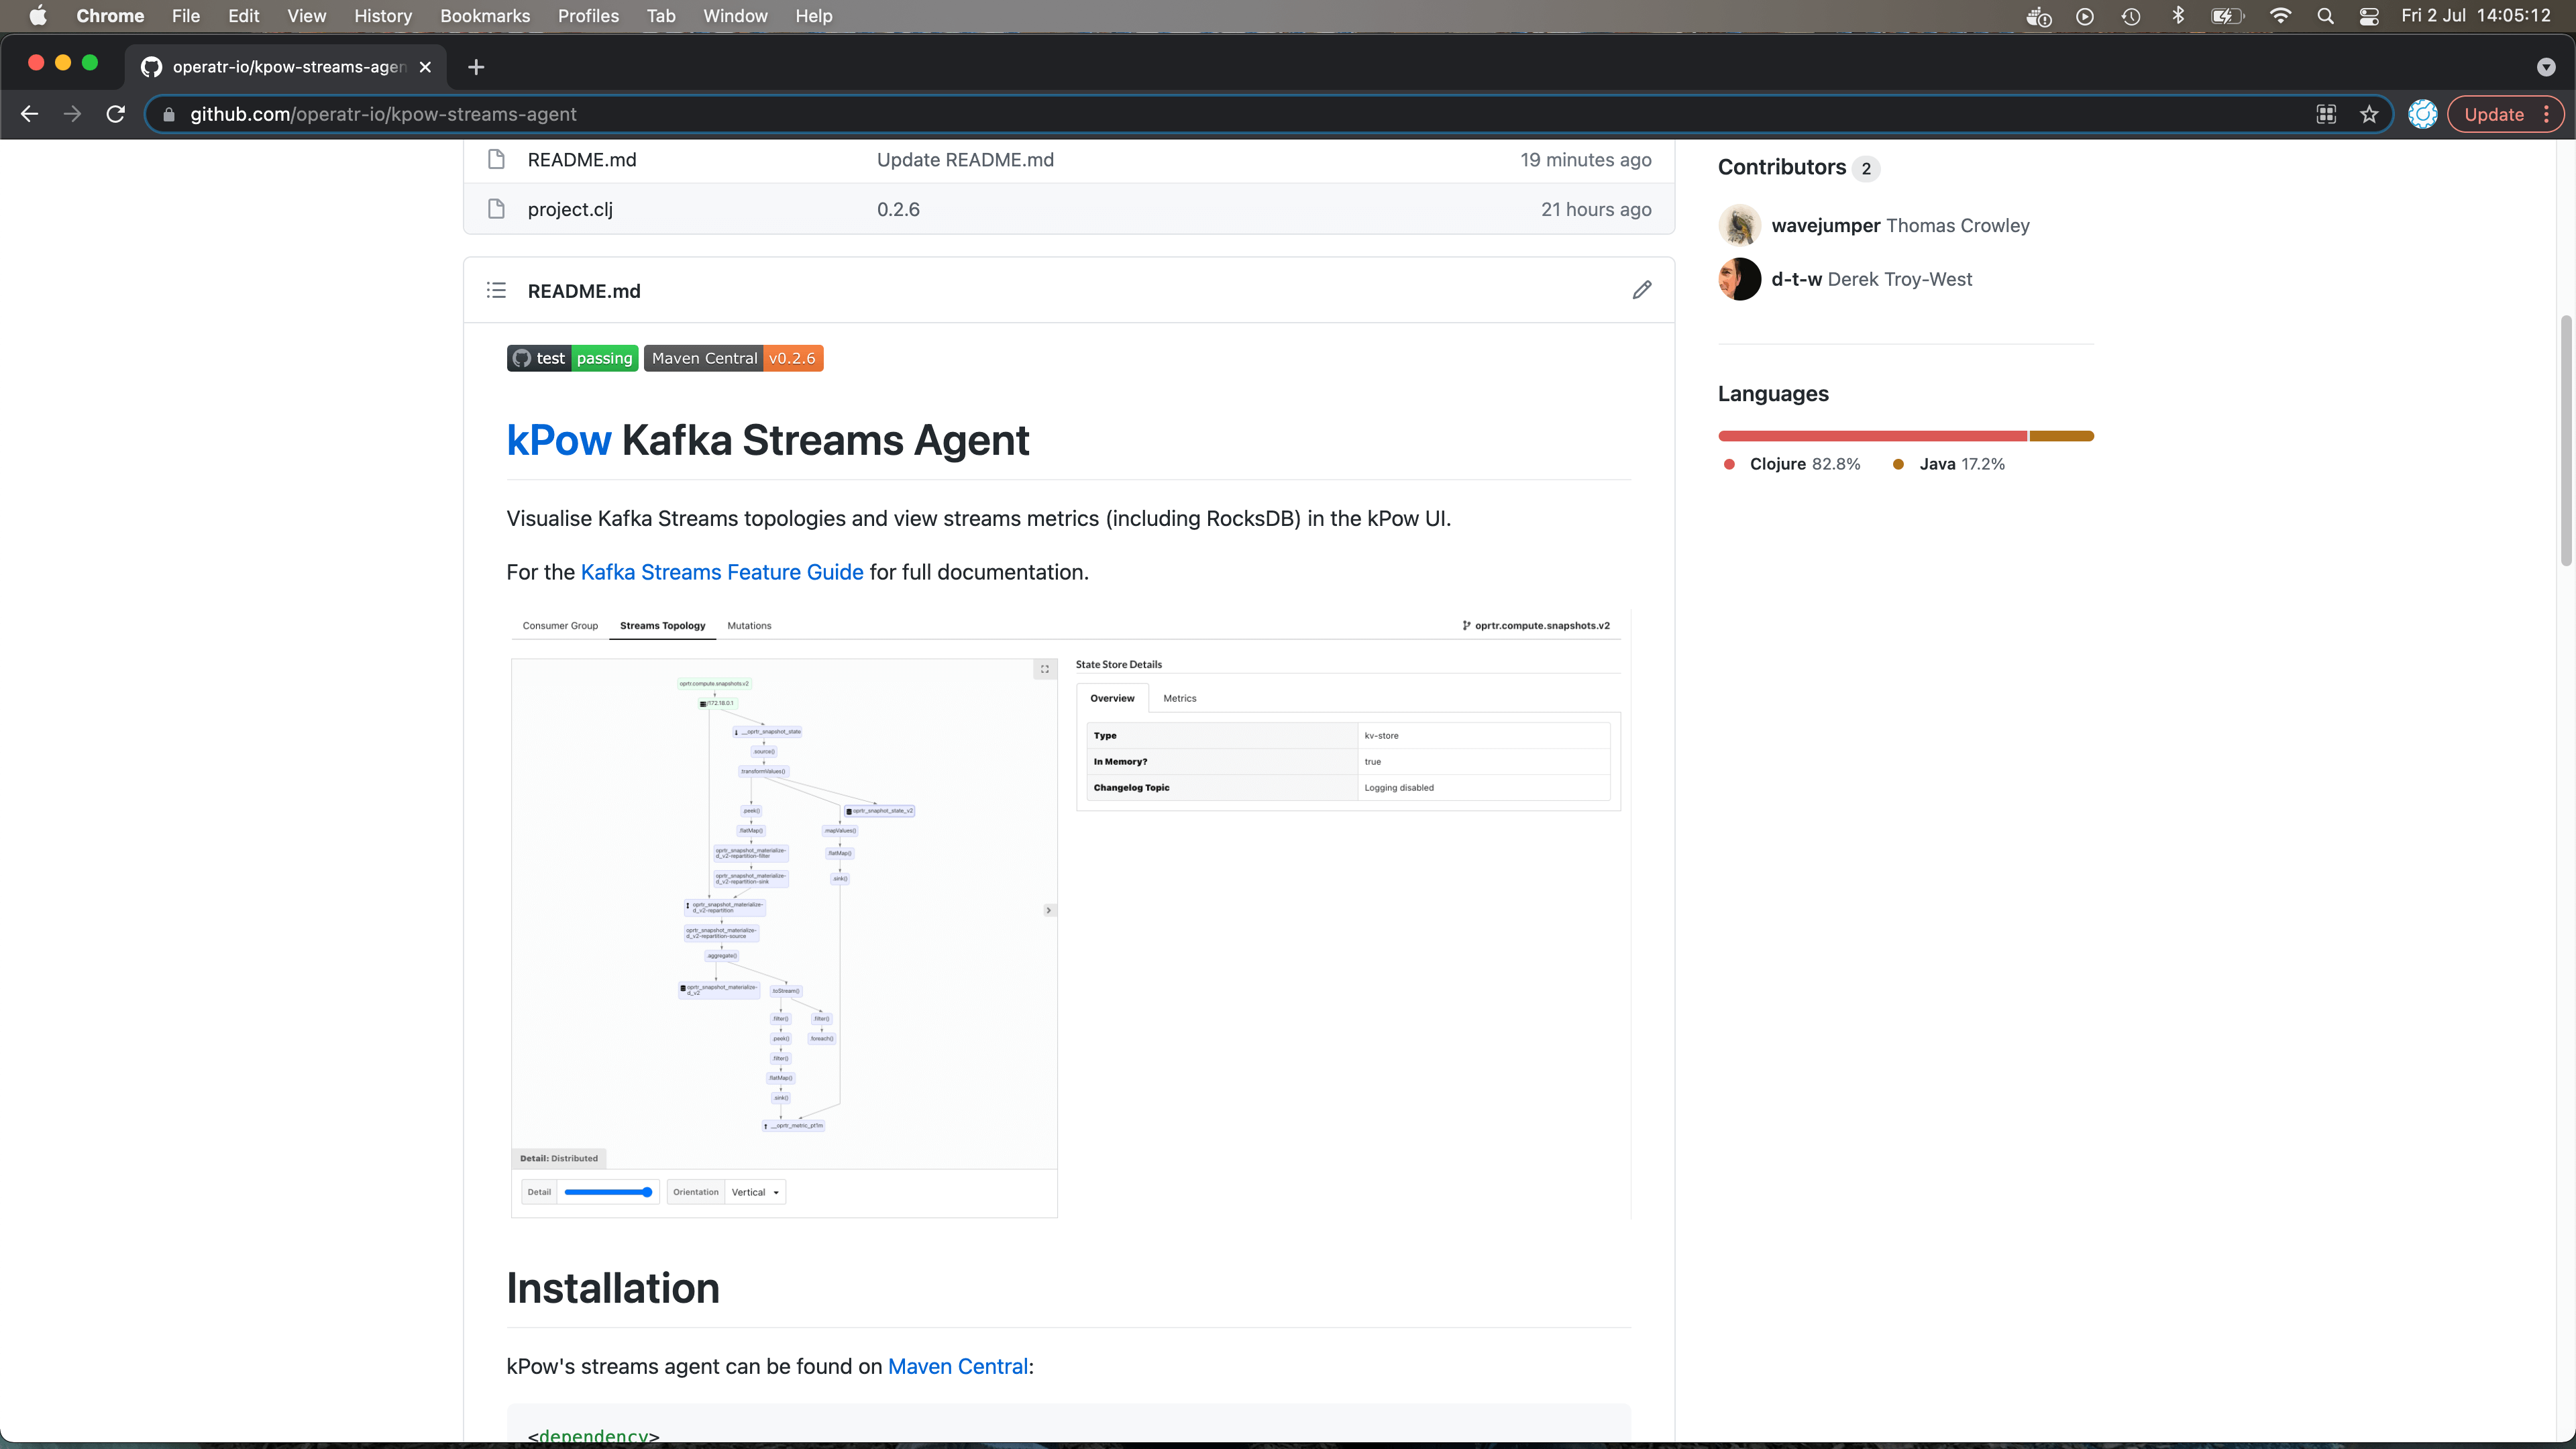 Chrome File Edit View History Bookmarks Profiles Tab Window Help Fri 2 Jul 14:05:12
operatr-io/kpow-streams-agen
github.com/operatr-io/kpow-streams-agent Update
README.md Update README.md 19 minutes ago
project.clj 0.2.6 21 hours ago
Contributors 2
wavejumper Thomas Crowley
d-t-w Derek Troy-West
Languages
Clojure 82.8% Java 17.2%
README.md
test passing Maven Central v0.2.6
kPow Kafka Streams Agent
Visualise Kafka Streams topologies and view streams metrics (including RocksDB) in the kPow UI.
For the Kafka Streams Feature Guide for full documentation.
Consumer Group Streams Topology Mutations oprtr.compute.snapshots.v2
oprtr.compute.snapshots.v2
/172.18.0.1
__oprtr_snapshot_state
.source()
.transformValues()
.peek() oprtr_snaphot_state_v2
.flatMap() .mapValues()
oprtr_snapshot_materialize-
d_v2-repartition-filter
.flatMap()
oprtr_snapshot_materialize-
d_v2-repartition-sink
.sink()
oprtr_snapshot_materialize-
d_v2-repartition
oprtr_snapshot_materialize-
d_v2-repartition-source
.aggregate()
oprtr_snapshot_materialize-
d_v2
.toStream()
.filter() .filter()
.peek() .foreach()
.filter()
.flatMap()
.sink()
__oprtr_metric_pt1m
Detail: Distributed
Detail Orientation Vertical
State Store Details
Overview Metrics
Type kv-store
In Memory? true
Changelog Topic Logging disabled
Installation
kPow's streams agent can be found on Maven Central:
<dependency>